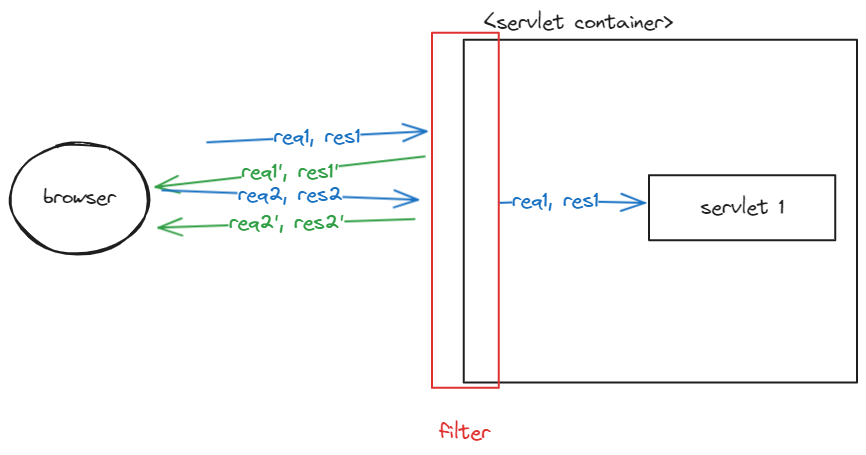 <servlet container>
req1, res1
req1', res1'
browser
req2, res2
req1, res1
servlet 1
req2', res2'
filter